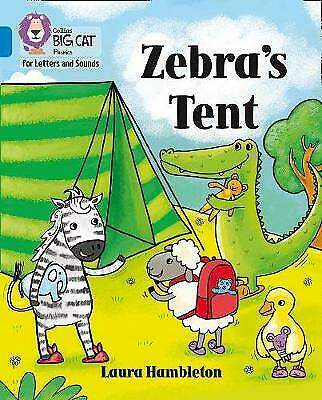 Collins
BIG CAT
Phonics
for Letters and Sounds
Zebra's
Tent
Laura Hambleton